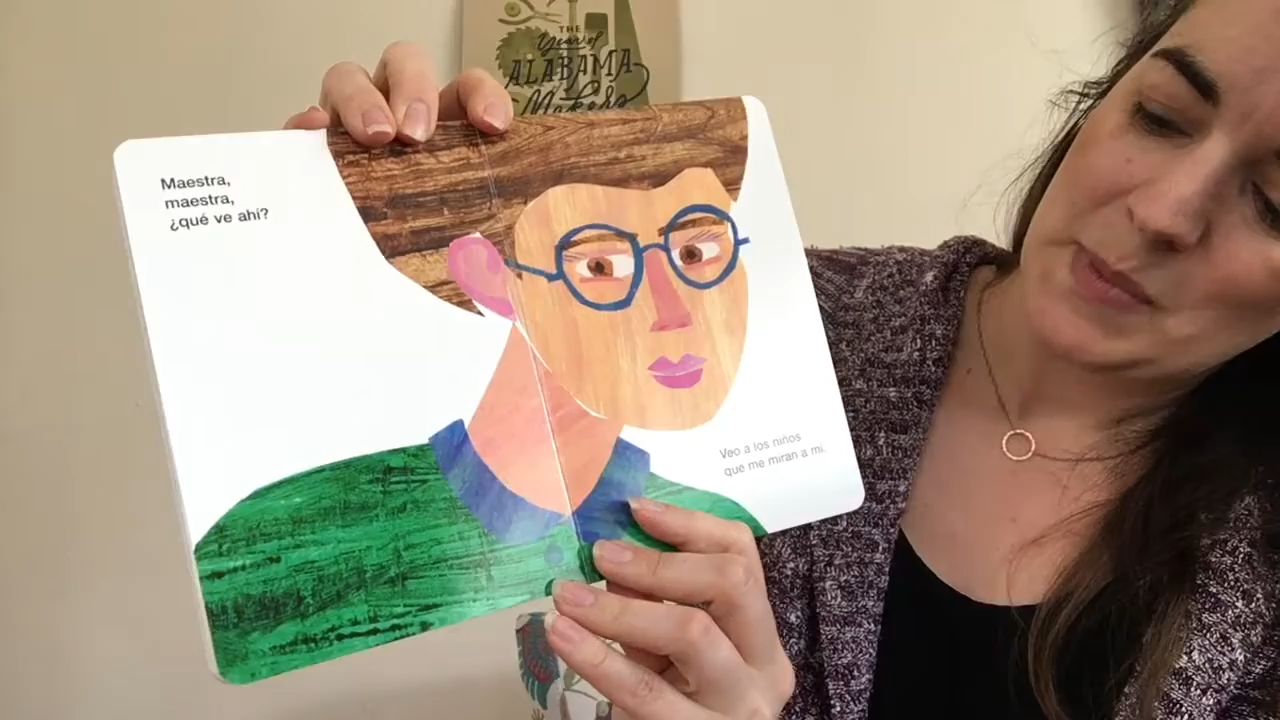 THE
Year of
ALABAMA
Makers
Maestra,
maestra,
¿qué ve ahí?
Veo a los niños
que me miran a mí.